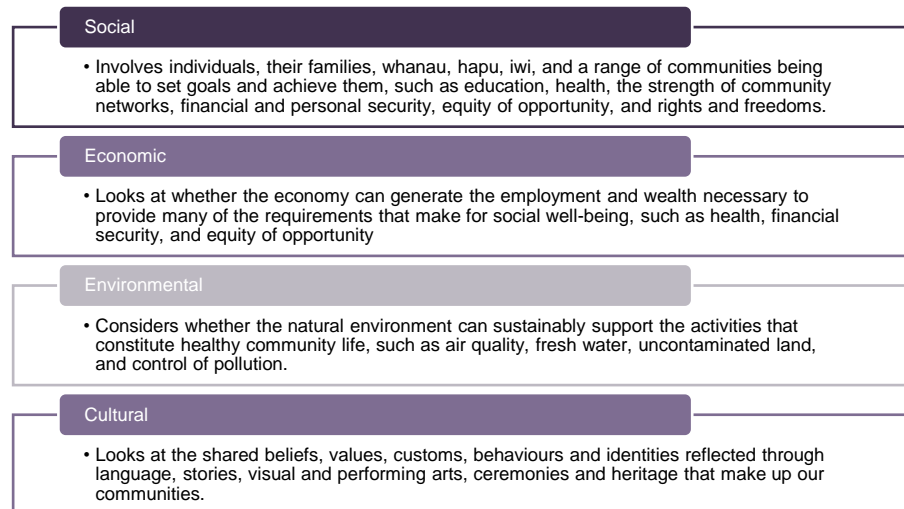 Social
• Involves individuals, their families, whanau, hapu, iwi, and a range of communities being
able to set goals and achieve them, such as education, health, the strength of community
networks, financial and personal security, equity of opportunity, and rights and freedoms.
Economic
• Looks at whether the economy can generate the employment and wealth necessary to
provide many of the requirements that make for social well-being, such as health, financial
security, and equity of opportunity
Environmental
• Considers whether the natural environment can sustainably support the activities that
constitute healthy community life, such as air quality, fresh water, uncontaminated land,
and control of pollution.
Cultural
• Looks at the shared beliefs, values, customs, behaviours and identities reflected through
language, stories, visual and performing arts, ceremonies and heritage that make up our
communities.